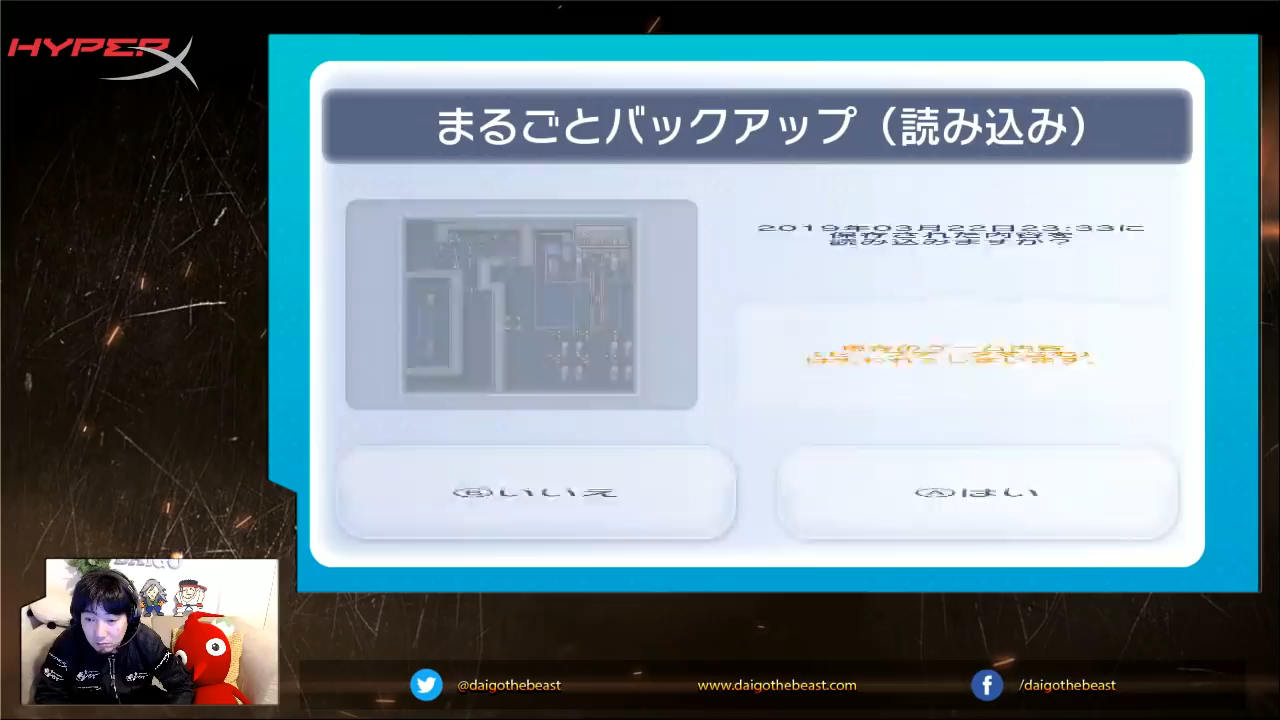 HYPERX
まるごとバックアップ（読み込み）
2019年03月22日23:33に
保存された内容を
読み込みますか？
Ⓑいいえ
Ⓐはい
@daigothebeast
www.daigothebeast.com
/daigothebeast